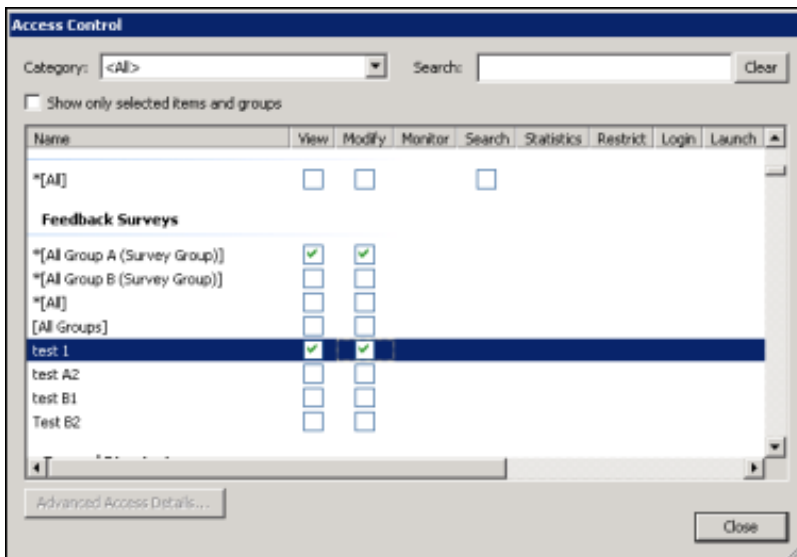 Access Control
Category: <All> Search: Clear
Show only selected items and groups
Name View Modify Monitor Search Statistics Restrict Login Launch
*[All]
Feedback Surveys
*[All Group A (Survey Group)]
*[All Group B (Survey Group)]
*[All]
[All Groups]
test 1
test A2
test B1
Test B2
Advanced Access Details...
Close